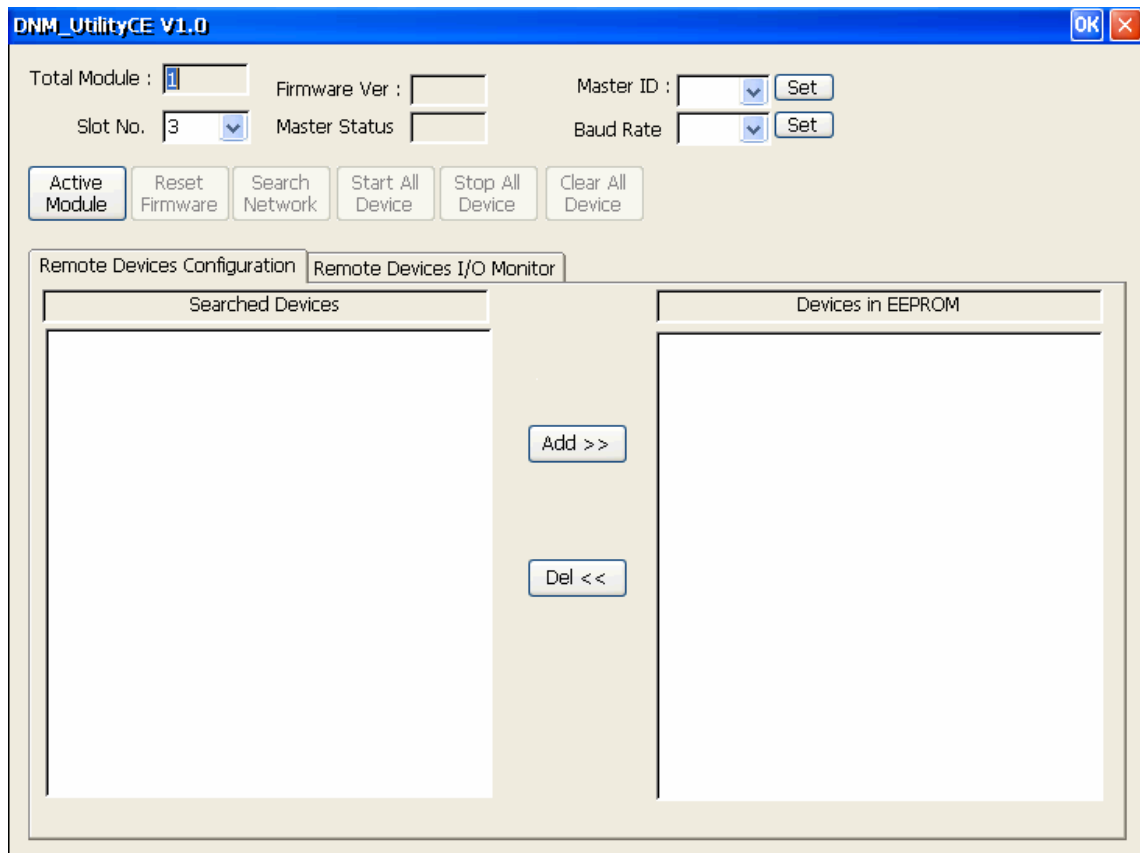 DNM_UtilityCE V1.0
OK
Total Module : 1
Firmware Ver :
Master ID :
Set
Slot No. 3
Master Status
Baud Rate
Set
Active
Module
Reset
Firmware
Search
Network
Start All
Device
Stop All
Device
Clear All
Device
Remote Devices Configuration
Remote Devices I/O Monitor
Searched Devices
Devices in EEPROM
Add >>
Del <<